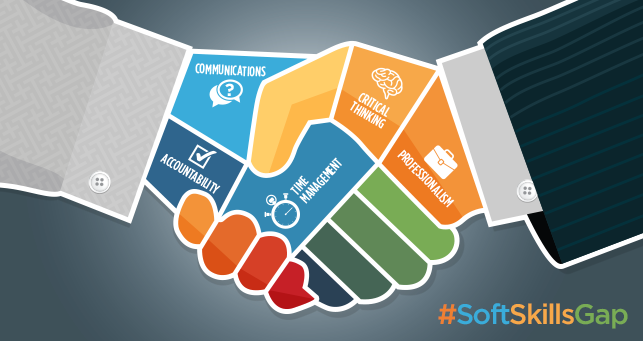 COMMUNICATIONS
?
CRITICAL
THINKING
ACCOUNTABILITY
TIME
MANAGEMENT
PROFESSIONALISM
#SoftSkillsGap